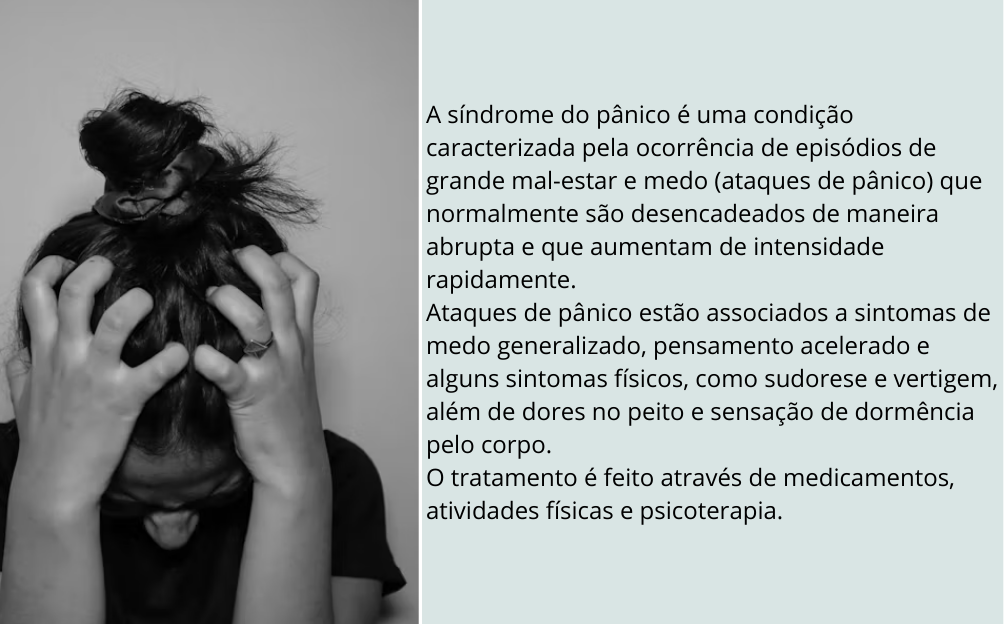 A síndrome do pânico é uma condição
caracterizada pela ocorrência de episódios de
grande mal-estar e medo (ataques de pânico) que
normalmente são desencadeados de maneira
abrupta e que aumentam de intensidade
rapidamente.
Ataques de pânico estão associados a sintomas de
medo generalizado, pensamento acelerado e
alguns sintomas físicos, como sudorese e vertigem,
além de dores no peito e sensação de dormência
pelo corpo.
O tratamento é feito através de medicamentos,
atividades físicas e psicoterapia.